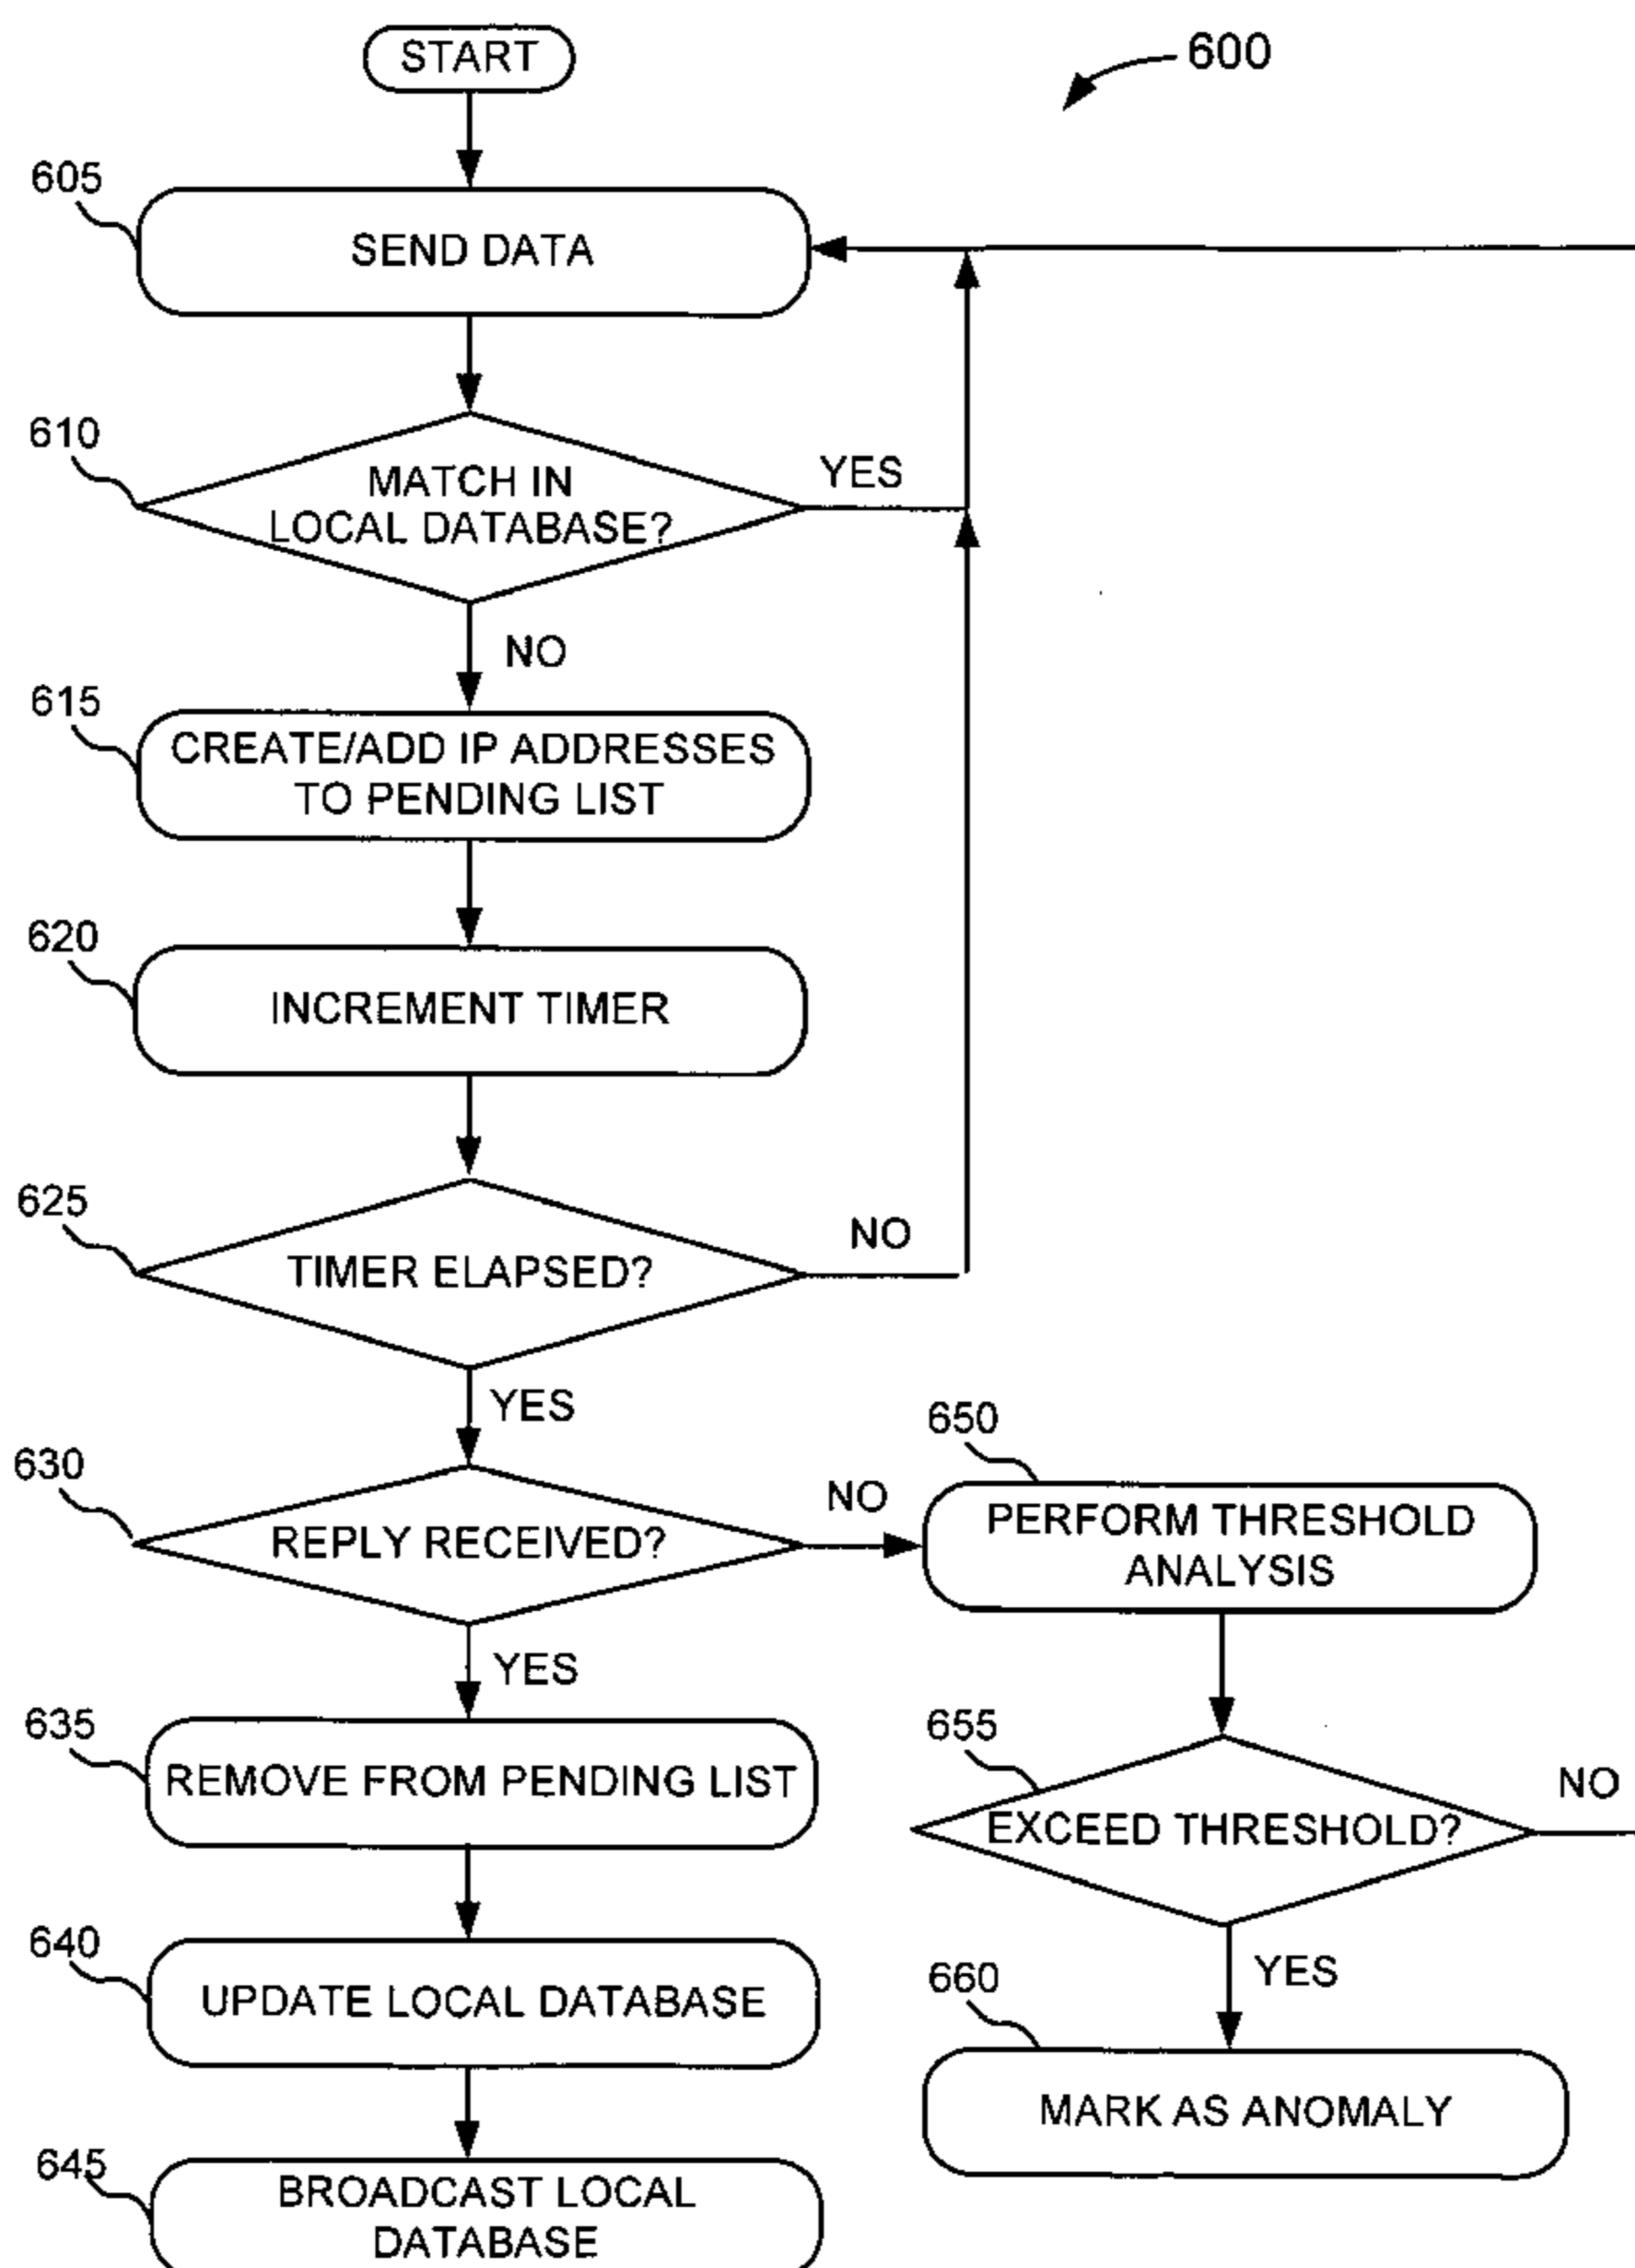 START
600
605
SEND DATA
610
MATCH IN
LOCAL DATABASE?
YES
NO
615
CREATE/ADD IP ADDRESSES
TO PENDING LIST
620
INCREMENT TIMER
625
TIMER ELAPSED?
NO
YES
630
REPLY RECEIVED?
NO
650
PERFORM THRESHOLD
ANALYSIS
YES
635
REMOVE FROM PENDING LIST
655
EXCEED THRESHOLD?
NO
640
UPDATE LOCAL DATABASE
YES
660
MARK AS ANOMALY
645
BROADCAST LOCAL
DATABASE